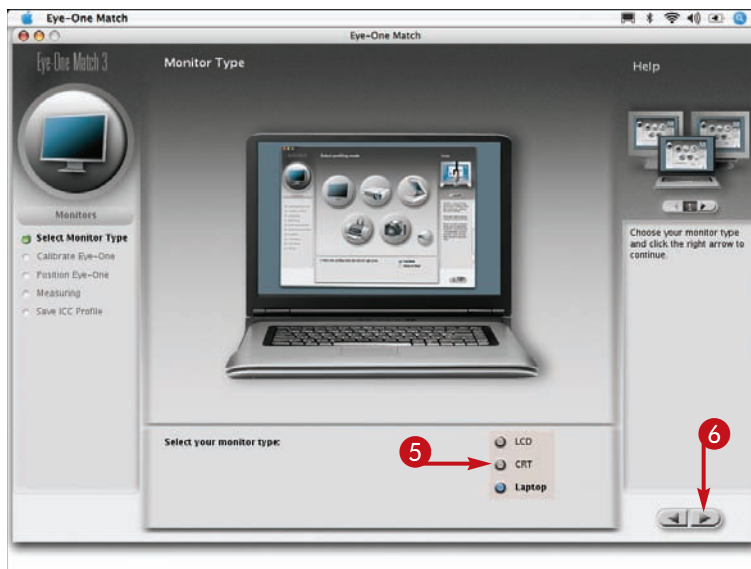 Eye-One Match
Eye-One Match
Eye-One Match 3
Monitor Type
Help
Monitors
Select Monitor Type
Calibrate Eye-One
Position Eye-One
Measuring
Save ICC Profile
Choose your monitor type
and click the right arrow to
continue.
Select your monitor type:
LCD
CRT
Laptop
5
6